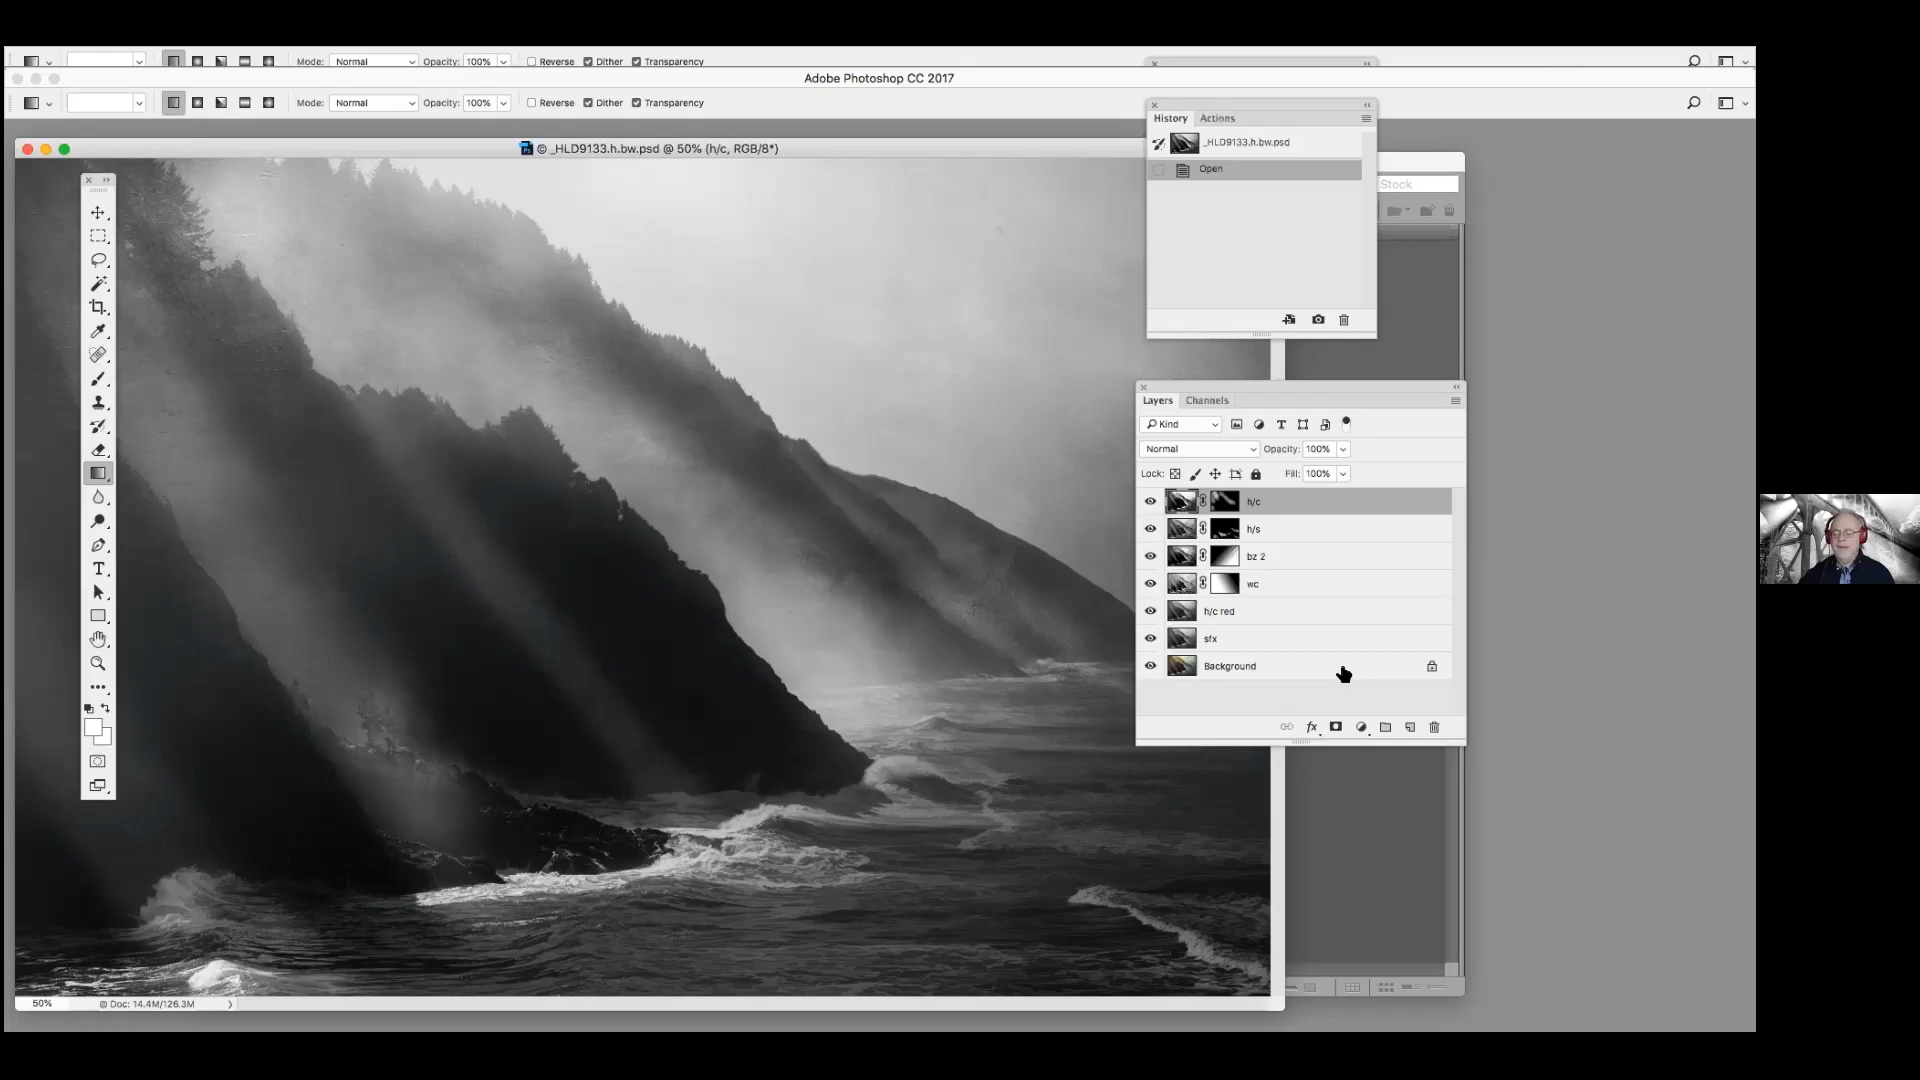 Mode: Normal Opacity: 100% Reverse Dither Transparency
Adobe Photoshop CC 2017
Mode: Normal Opacity: 100% Reverse Dither Transparency
© _HLD9133.h.bw.psd @ 50% (h/c, RGB/8*)
History Actions
_HLD9133.h.bw.psd
Open
Stock
Layers Channels
Kind
Normal Opacity: 100%
Lock: Fill: 100%
h/c
h/s
bz 2
wc
h/c red
sfx
Background
fx
50% Doc: 14.4M/126.3M